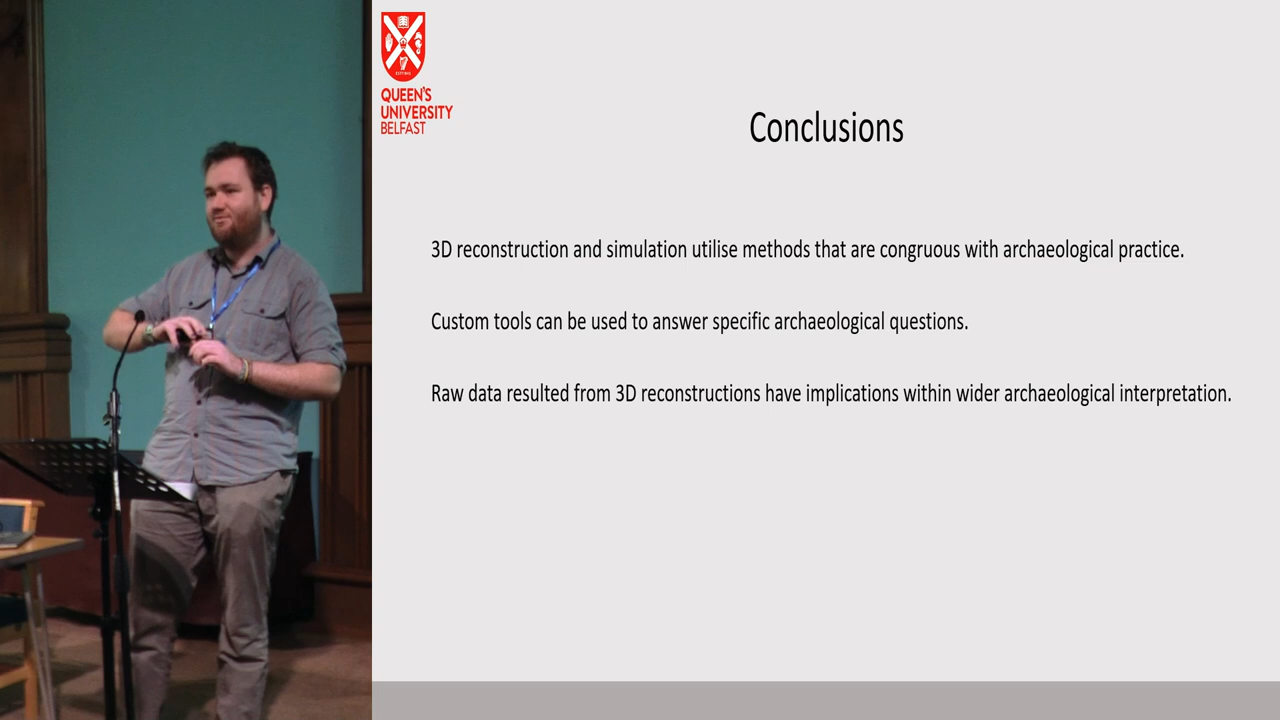 QUEEN'S
UNIVERSITY
BELFAST
Conclusions
3D reconstruction and simulation utilise methods that are congruous with archaeological practice.
Custom tools can be used to answer specific archaeological questions.
Raw data resulted from 3D reconstructions have implications within wider archaeological interpretation.